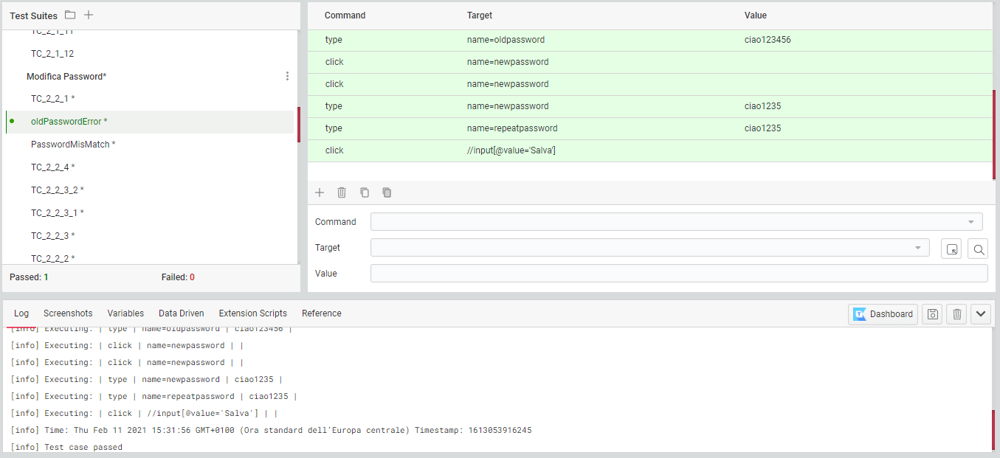 Test Suites
TC_2_1_11
TC_2_1_12
Modifica Password*
TC_2_2_1 *
oldPasswordError *
PasswordMisMatch *
TC_2_2_4 *
TC_2_2_3_2 *
TC_2_2_3_1 *
TC_2_2_3 *
TC_2_2_2 *
Passed: 1 Failed: 0
Command Target Value
type name=oldpassword ciao123456
click name=newpassword
click name=newpassword
type name=newpassword ciao1235
type name=repeatpassword ciao1235
click //input[@value='Salva']
Command
Target
Value
Log Screenshots Variables Data Driven Extension Scripts Reference Dashboard
[info] Executing: | type | name=oldpassword | ciao123456 |
[info] Executing: | click | name=newpassword | |
[info] Executing: | click | name=newpassword | |
[info] Executing: | type | name=newpassword | ciao1235 |
[info] Executing: | type | name=repeatpassword | ciao1235 |
[info] Executing: | click | //input[@value='Salva'] | |
[info] Time: Thu Feb 11 2021 15:31:56 GMT+0100 (Ora standard dell'Europa centrale) Timestamp: 1613053916245
[info] Test case passed